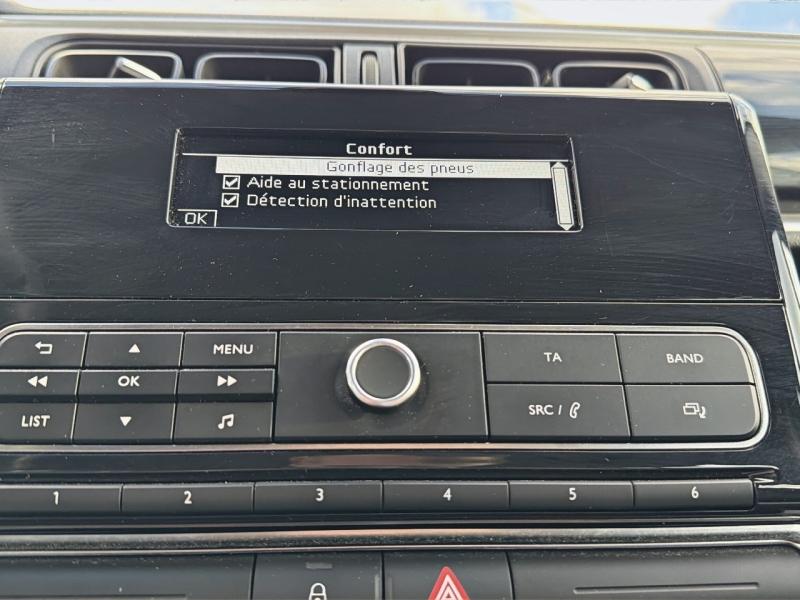 Confort
Gonflage des pneus
Aide au stationnement
Détection d'inattention
OK
MENU
TA
BAND
OK
LIST
SRC /
1 2 3 4 5 6